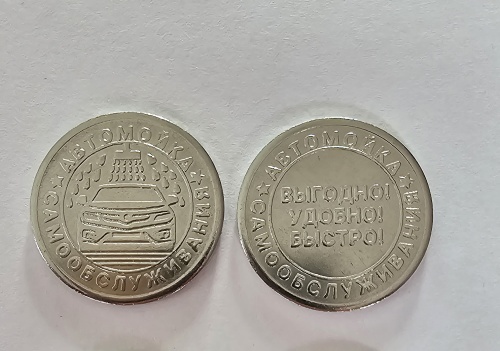 АВТОМОЙКА
САМООБСЛУЖИВАНИЯ
АВТОМОЙКА
САМООБСЛУЖИВАНИЯ
ВЫГОДНО!
УДОБНО!
БЫСТРО!